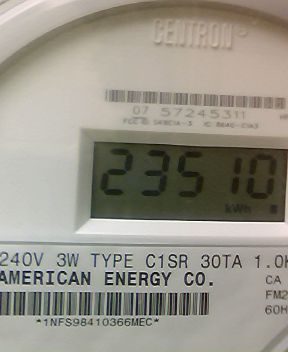 CENTRON®
07 57245311
23510
kWh
240V 3W TYPE C1SR 30TA 1.0K
AMERICAN ENERGY CO.
CA
FM2
60H
*1NFS98410366MEC*